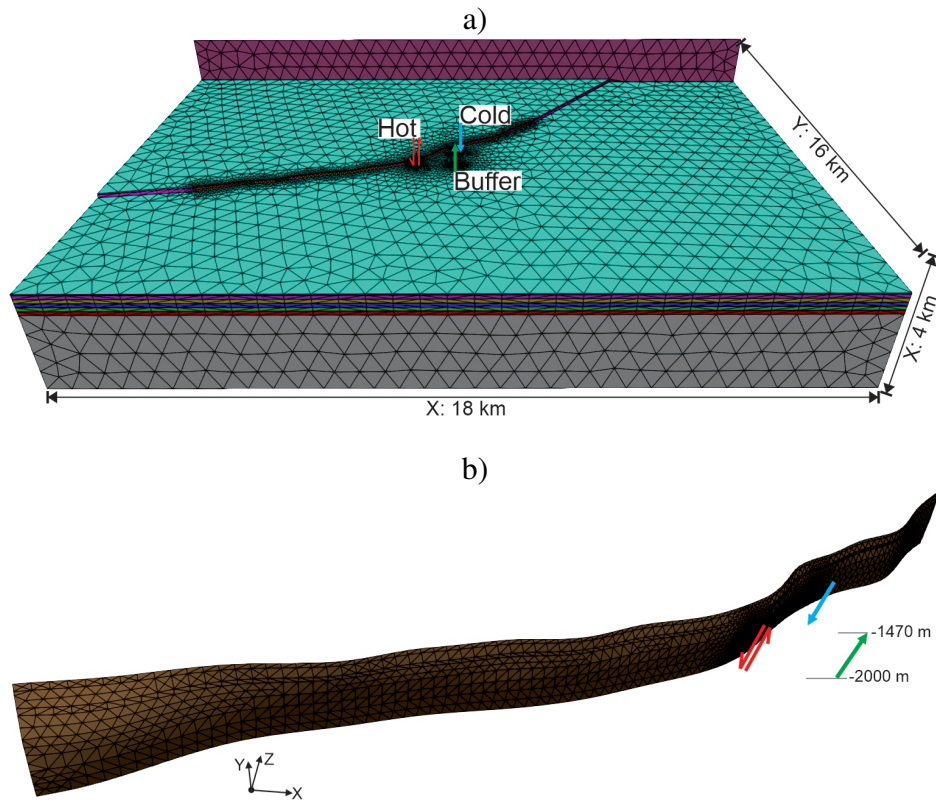 a)
Cold
Hot
Buffer
Y: 16 km
X: 4 km
X: 18 km
b)
-1470 m
-2000 m
Y
Z
X